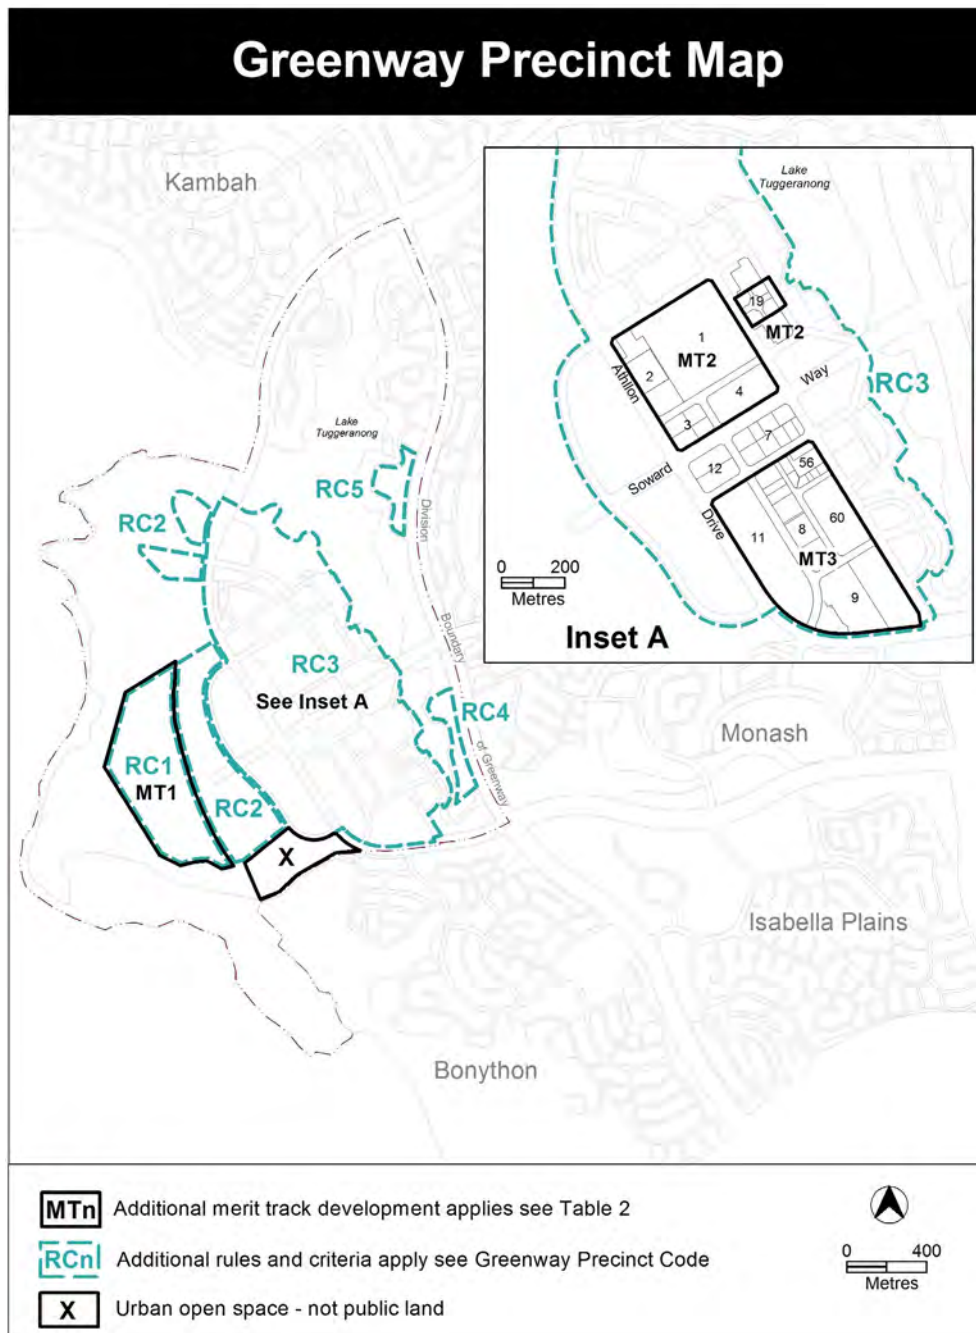 Greenway Precinct Map
Kambah
Lake
Tuggeranong
19
MT2
1
MT2
Athllon
2
4
Way
RC3
3
7
Soward
12
56
Drive
11
8
60
MT3
9
0 200
Metres
Inset A
Lake
Tuggeranong
RC5
RC2
Division
Boundary
of Greenway
RC3
See Inset A
RC4
Monash
RC1
MT1
RC2
X
Isabella Plains
Bonython
MTn Additional merit track development applies see Table 2
RCn Additional rules and criteria apply see Greenway Precinct Code
X Urban open space - not public land
0 400
Metres